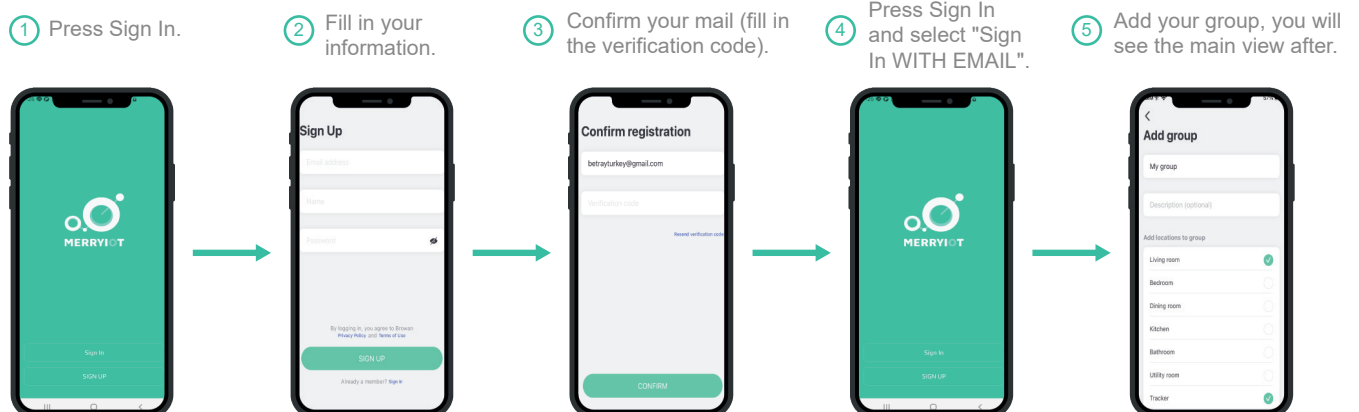 1 Press Sign In.
2 Fill in your
information.
3 Confirm your mail (fill in
the verification code).
4 Press Sign In
and select "Sign
In WITH EMAIL".
5 Add your group, you will
see the main view after.
MERRYIOT
Sign In
SIGN UP
Sign Up
Email address
Name
Password
By logging in, you agree to Browan
Privacy Policy and Terms of Use
SIGN UP
Already a member? Sign in
Confirm registration
betrayturkey@gmail.com
Verification code
Resend verification code
CONFIRM
MERRYIOT
Sign In
SIGN UP
57%
Add group
My group
Description (optional)
Add locations to group
Living room
Bedroom
Dining room
Kitchen
Bathroom
Utility room
Tracker